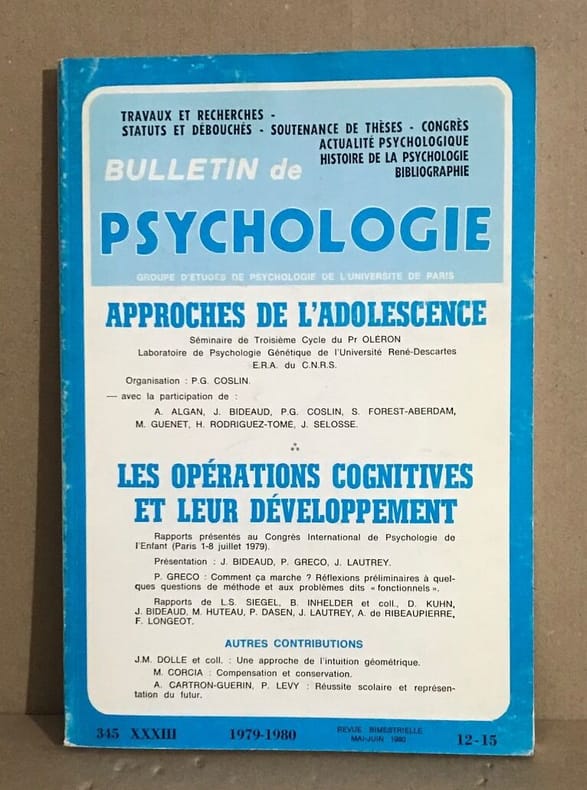 TRAVAUX ET RECHERCHES -
STATUTS ET DÉBOUCHÉS - SOUTENANCE DE THÈSES - CONGRÈS
ACTUALITÉ PSYCHOLOGIQUE
HISTOIRE DE LA PSYCHOLOGIE
BIBLIOGRAPHIE
BULLETIN de
PSYCHOLOGIE
GROUPE D'ETUDES DE PSYCHOLOGIE DE L'UNIVERSITE DE PARIS
APPROCHES DE L'ADOLESCENCE
Séminaire de Troisième Cycle du Pr OLÉRON
Laboratoire de Psychologie Génétique de l'Université René-Descartes
E.R.A. du C.N.R.S.
Organisation : P.G. COSLIN.
— avec la participation de :
A. ALGAN, J. BIDEAUD, P.G. COSLIN, S. FOREST-ABERDAM,
M. GUENET, H. RODRIGUEZ-TOME, J. SELOSSE.
LES OPÉRATIONS COGNITIVES
ET LEUR DÉVELOPPEMENT
Rapports présentés au Congrès International de Psychologie de
l'Enfant (Paris 1-8 juillet 1979).
Présentation : J. BIDEAUD, P. GRECO, J. LAUTREY.
P. GRECO : Comment ça marche ? Réflexions préliminaires à quel-
ques questions de méthode et aux problèmes dits « fonctionnels ».
Rapports de L.S. SIEGEL, B. INHELDER et coll., D. KUHN,
J. BIDEAUD, M. HUTEAU, P. DASEN, J. LAUTREY, A. de RIBEAUPIERRE,
F. LONGEOT.
AUTRES CONTRIBUTIONS
J.M. DOLLE et coll. : Une approche de l'intuition géométrique.
M. CORCIA : Compensation et conservation.
A. CARTRON-GUERIN, P. LEVY : Réussite scolaire et représen-
tation du futur.
345 XXXIII 1979-1980 REVUE BIMESTRIELLE
MAI-JUIN 1980 12-15